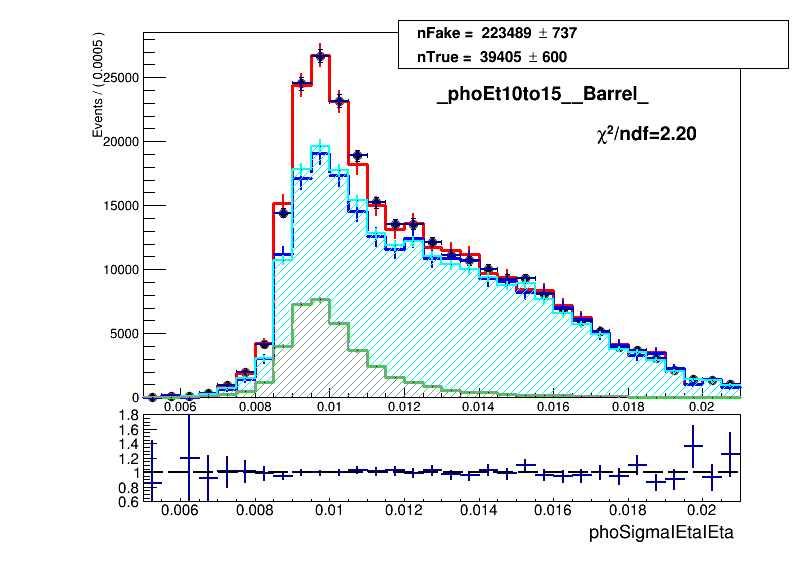 nFake = 223489 ± 737
nTrue = 39405 ± 600
_phoEt10to15__Barrel_
χ²/ndf=2.20
Events / ( 0.0005 )
25000
20000
15000
10000
5000
0
0.006 0.008 0.01 0.012 0.014 0.016 0.018 0.02
1.8
1.6
1.4
1.2
1
0.8
0.6
0.006 0.008 0.01 0.012 0.014 0.016 0.018 0.02
phoSigmaIEtaIEta